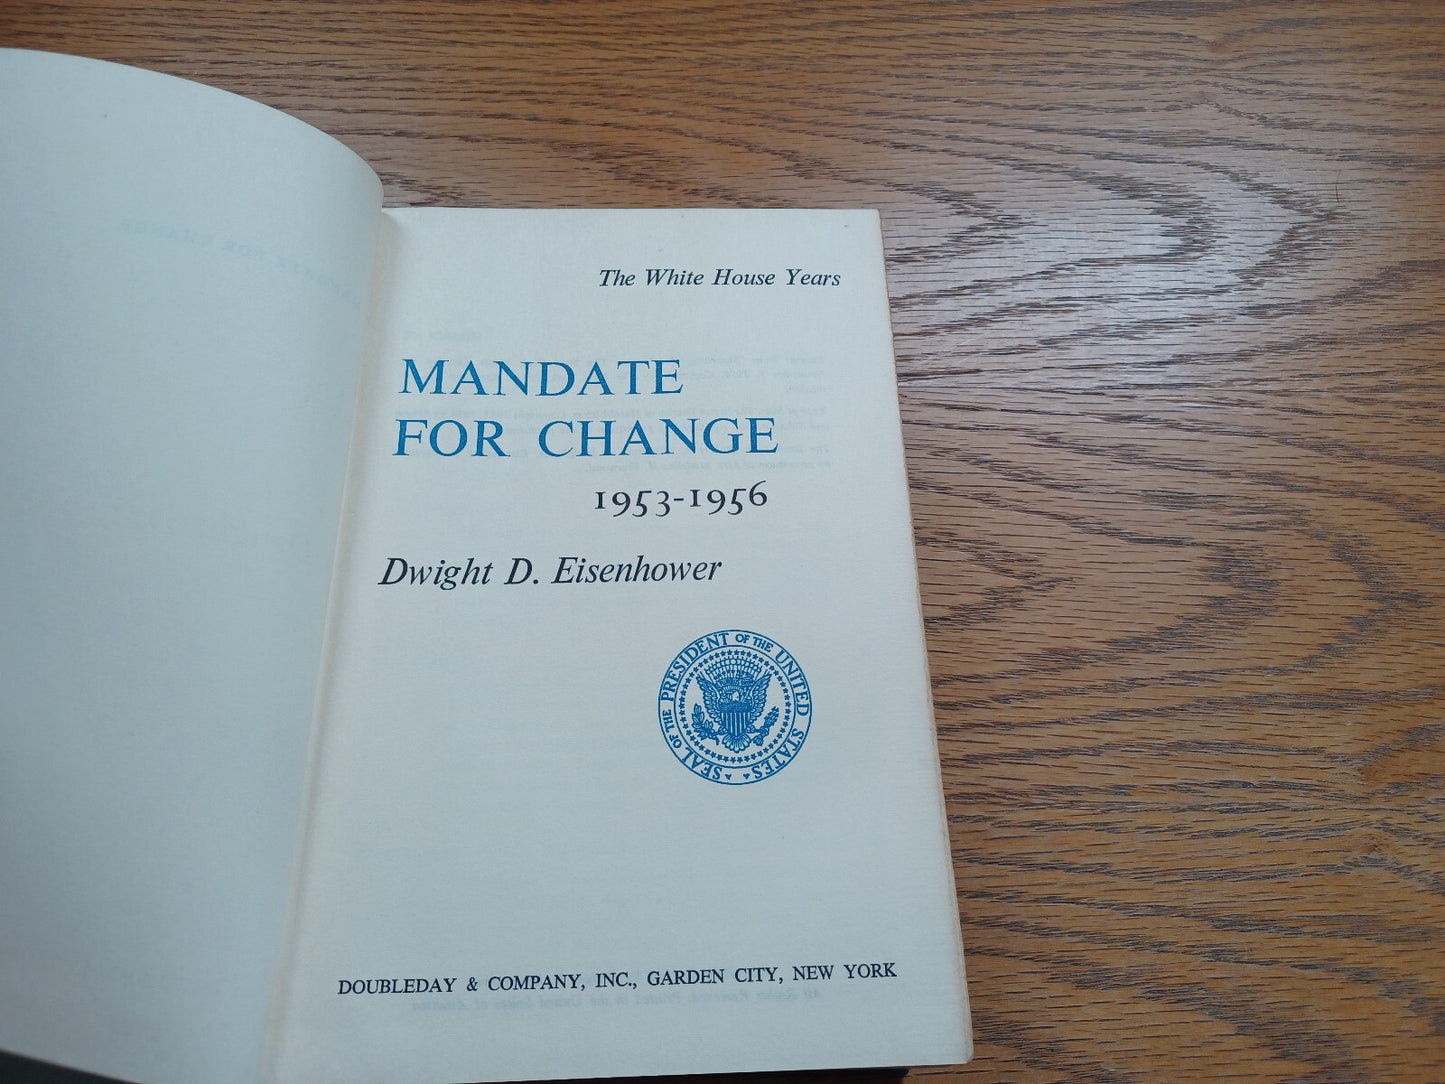 The White House Years
MANDATE
FOR CHANGE
1953-1956
Dwight D. Eisenhower
SEAL OF THE PRESIDENT OF THE UNITED STATES
DOUBLEDAY & COMPANY, INC., GARDEN CITY, NEW YORK